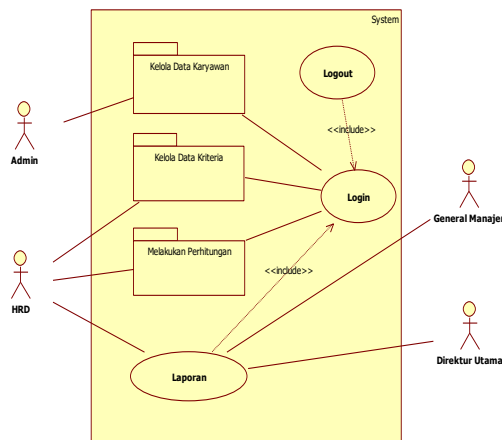 System
Kelola Data Karyawan
Logout
<<include>>
Admin
Kelola Data Kriteria
Login
General Manajer
Melakukan Perhitungan
<<include>>
HRD
Laporan
Direktur Utama